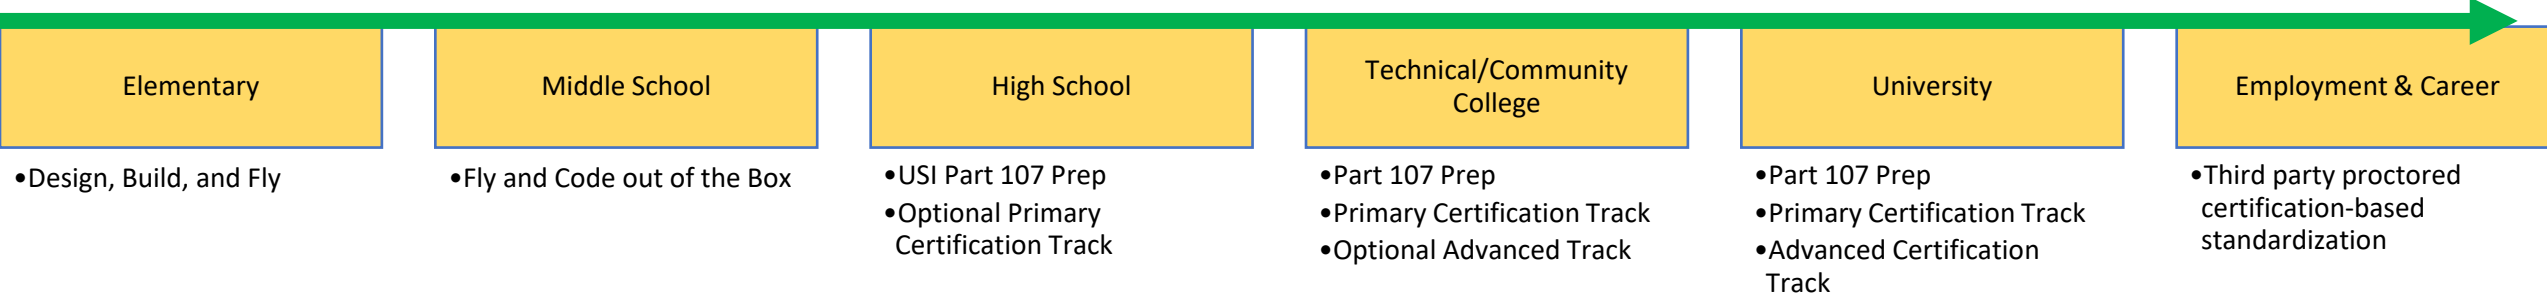 Elementary
•Design, Build, and Fly
Middle School
•Fly and Code out of the Box
High School
•USI Part 107 Prep
•Optional Primary
Certification Track
Technical/Community
College
•Part 107 Prep
•Primary Certification Track
•Optional Advanced Track
University
•Part 107 Prep
•Primary Certification Track
•Advanced Certification
Track
Employment & Career
•Third party proctored
certification-based
standardization